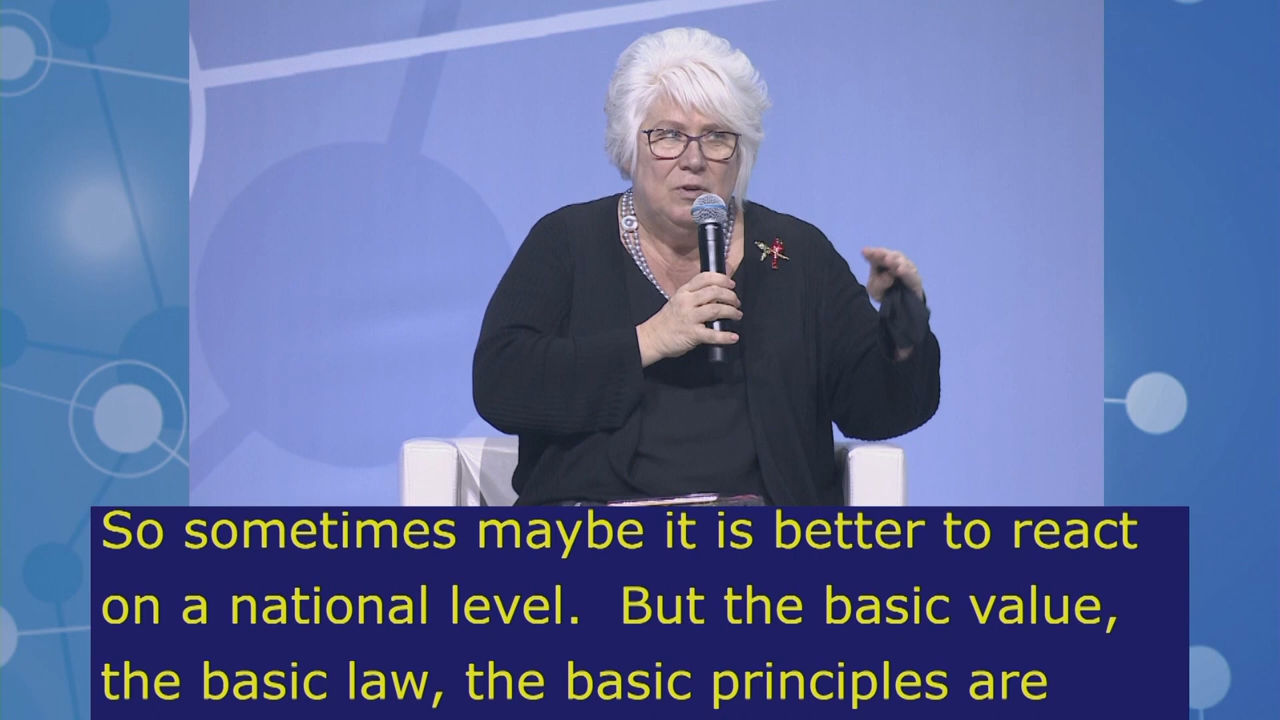 So sometimes maybe it is better to react
on a national level.  But the basic value,
the basic law, the basic principles are